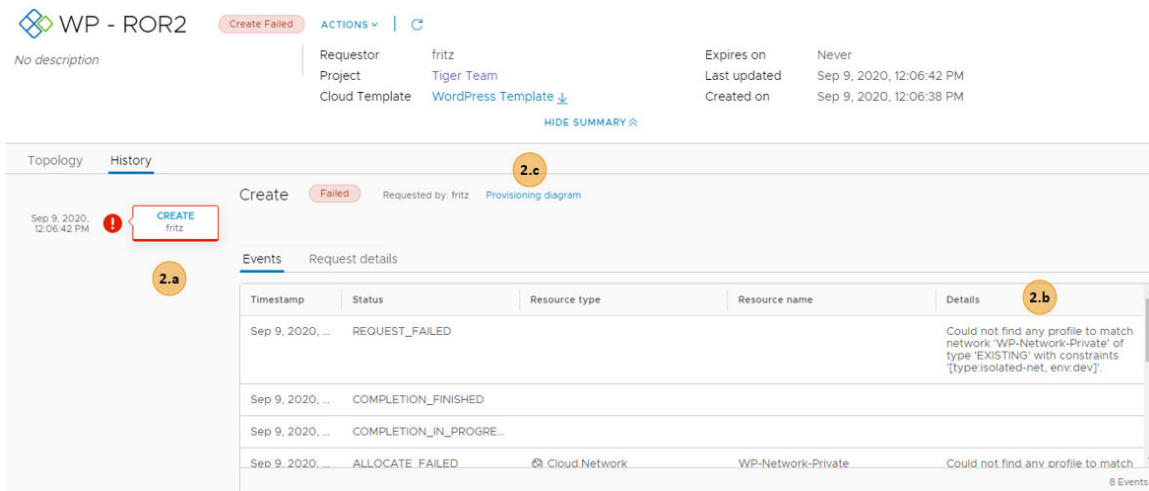 WP - ROR2 Create Failed ACTIONS
No description
Requestor fritz Expires on Never
Project Tiger Team Last updated Sep 9, 2020, 12:06:42 PM
Cloud Template WordPress Template Created on Sep 9, 2020, 12:06:38 PM
HIDE SUMMARY
Topology History
2.c
Create Failed Requested by: fritz Provisioning diagram
Sep 9, 2020,
12:06:42 PM
CREATE
fritz
2.a
Events Request details
2.b
Timestamp Status Resource type Resource name Details
Sep 9, 2020, ... REQUEST_FAILED Could not find any profile to match
network 'WP-Network-Private' of
type 'EXISTING' with constraints
'[type:isolated-net, env:dev]'.
Sep 9, 2020, ... COMPLETION_FINISHED
Sep 9, 2020, ... COMPLETION_IN_PROGRE...
Sep 9, 2020, ... ALLOCATE_FAILED Cloud.Network WP-Network-Private Could not find any profile to match
8 Events